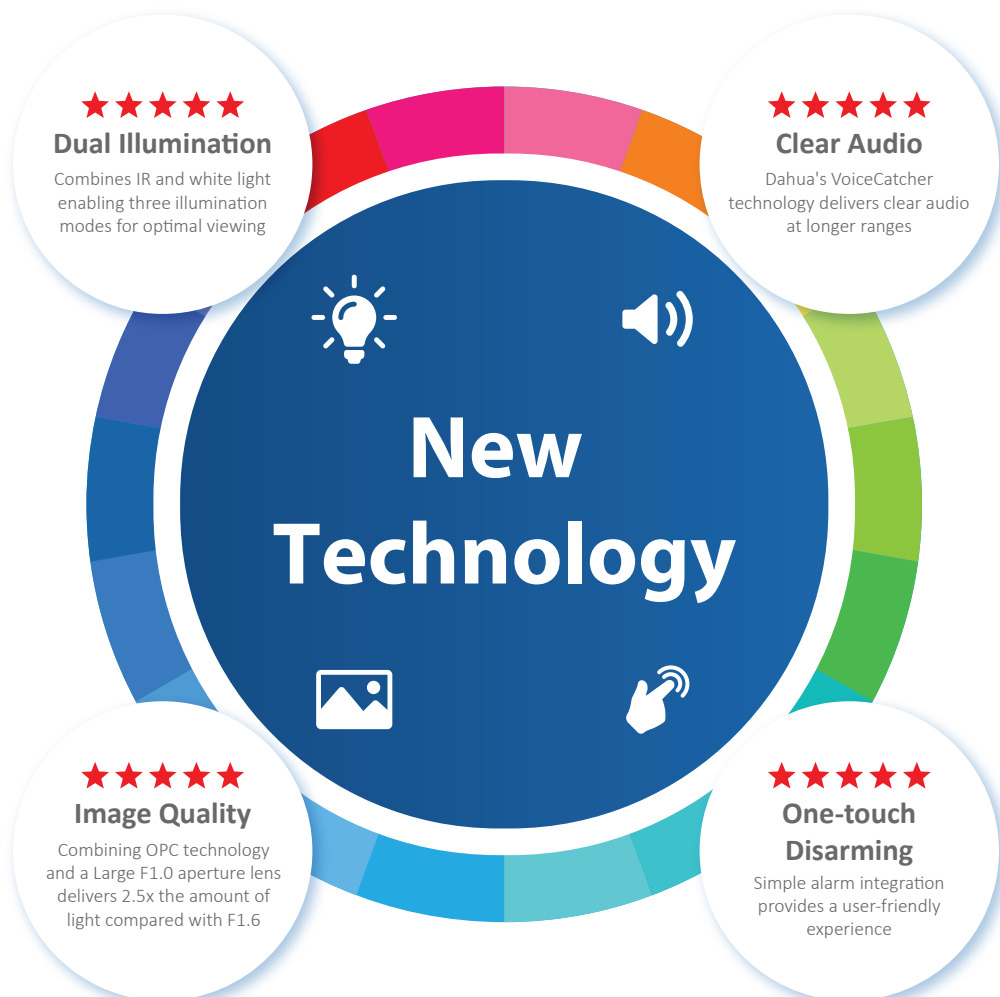 Dual Illumination
Combines IR and white light
enabling three illumination
modes for optimal viewing
Clear Audio
Dahua's VoiceCatcher
technology delivers clear audio
at longer ranges
New
Technology
Image Quality
Combining OPC technology
and a Large F1.0 aperture lens
delivers 2.5x the amount of
light compared with F1.6
One-touch
Disarming
Simple alarm integration
provides a user-friendly
experience